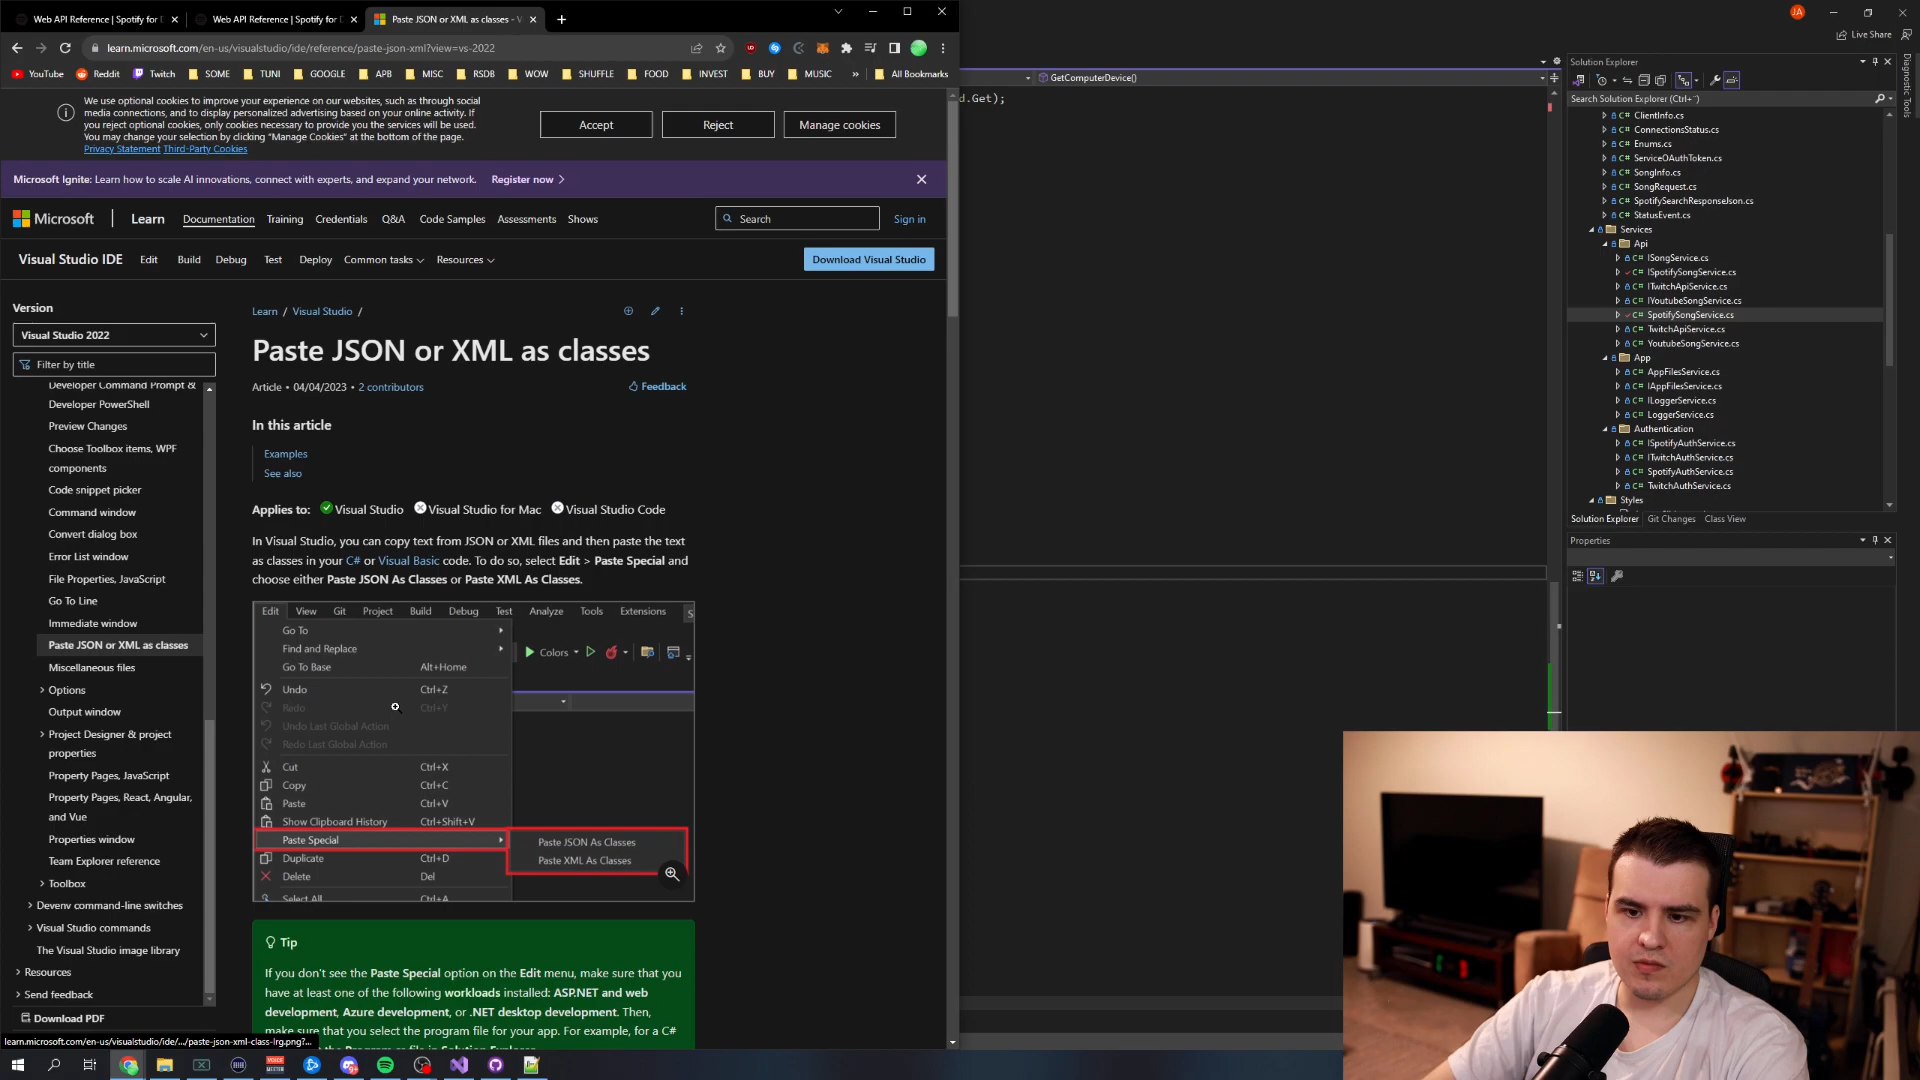 Web API Reference | Spotify for D
Web API Reference | Spotify for D
Paste JSON or XML as classes - V
learn.microsoft.com/en-us/visualstudio/ide/reference/paste-json-xml?view=vs-2022
YouTube
Reddit
Twitch
SOME
TUNI
GOOGLE
APB
MISC
RSDB
WOW
SHUFFLE
FOOD
INVEST
BUY
MUSIC
»
All Bookmarks
We use optional cookies to improve your experience on our websites, such as through social
media connections, and to display personalized advertising based on your online activity. If
you reject optional cookies, only cookies necessary to provide you the services will be used.
You may change your selection by clicking "Manage Cookies" at the bottom of the page.
Privacy Statement Third-Party Cookies
Accept
Reject
Manage cookies
Microsoft Ignite: Learn how to scale AI innovations, connect with experts, and expand your network. Register now
Microsoft
Learn
Documentation
Training
Credentials
Q&A
Code Samples
Assessments
Shows
Search
Sign in
Visual Studio IDE
Edit
Build
Debug
Test
Deploy
Common tasks
Resources
Download Visual Studio
Version
Visual Studio 2022
Filter by title
Developer Command Prompt &
Developer PowerShell
Preview Changes
Choose Toolbox items, WPF
components
Code snippet picker
Command window
Convert dialog box
Error List window
File Properties, JavaScript
Go To Line
Immediate window
Paste JSON or XML as classes
Miscellaneous files
Options
Output window
Project Designer & project
properties
Property Pages, JavaScript
Property Pages, React, Angular,
and Vue
Properties window
Team Explorer reference
Toolbox
Devenv command-line switches
Visual Studio commands
The Visual Studio image library
Resources
Send feedback
Download PDF
learn.microsoft.com/en-us/visualstudio/ide/.../paste-json-xml-class-lrg.png?...
Learn / Visual Studio /
Paste JSON or XML as classes
Article • 04/04/2023 • 2 contributors
Feedback
In this article
Examples
See also
Applies to: Visual Studio Visual Studio for Mac Visual Studio Code
In Visual Studio, you can copy text from JSON or XML files and then paste the text
as classes in your C# or Visual Basic code. To do so, select Edit > Paste Special and
choose either Paste JSON As Classes or Paste XML As Classes.
Edit View Git Project Build Debug Test Analyze Tools Extensions S
Go To
Find and Replace
Go To Base Alt+Home
Undo Ctrl+Z
Redo Ctrl+Y
Undo Last Global Action
Redo Last Global Action
Cut Ctrl+X
Copy Ctrl+C
Paste Ctrl+V
Show Clipboard History Ctrl+Shift+V
Paste Special
Duplicate Ctrl+D
Delete Del
Select All Ctrl+A
Colors
Paste JSON As Classes
Paste XML As Classes
Tip
If you don't see the Paste Special option on the Edit menu, make sure that you
have at least one of the following workloads installed: ASP.NET and web
development, Azure development, or .NET desktop development. Then,
make sure that you select the program file for your app. For example, for a C#
JA
Live Share
GetComputerDevice()
d.Get);
Solution Explorer
Search Solution Explorer (Ctrl+¨)
C# ClientInfo.cs
C# ConnectionsStatus.cs
C# Enums.cs
C# ServiceOAuthToken.cs
C# SongInfo.cs
C# SongRequest.cs
C# SpotifySearchResponseJson.cs
C# StatusEvent.cs
Services
Api
C# ISongService.cs
C# ISpotifySongService.cs
C# ITwitchApiService.cs
C# IYoutubeSongService.cs
C# SpotifySongService.cs
C# TwitchApiService.cs
C# YoutubeSongService.cs
App
C# AppFilesService.cs
C# IAppFilesService.cs
C# ILoggerService.cs
C# LoggerService.cs
Authentication
C# ISpotifyAuthService.cs
C# ITwitchAuthService.cs
C# SpotifyAuthService.cs
C# TwitchAuthService.cs
Styles
Solution Explorer Git Changes Class View
Properties
Diagnostic Tools